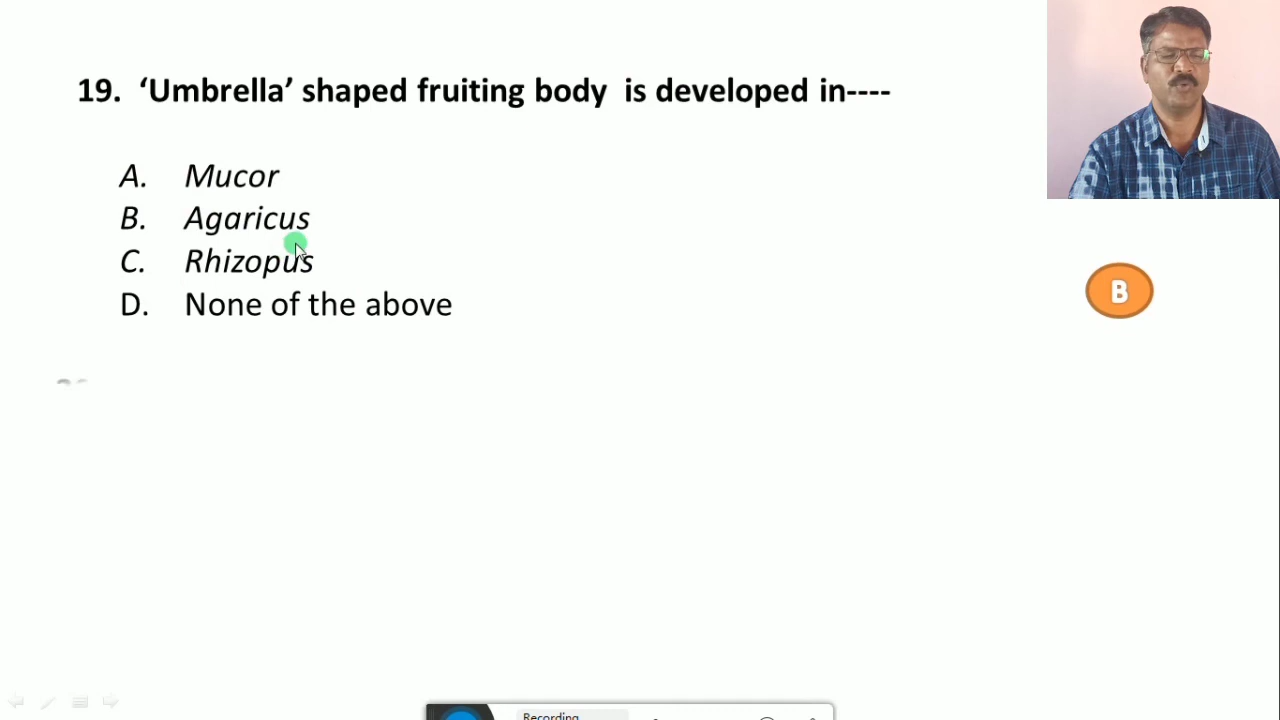 19. ‘Umbrella’ shaped fruiting body is developed in----
A. Mucor
B. Agaricus
C. Rhizopus
D. None of the above
B
Recording